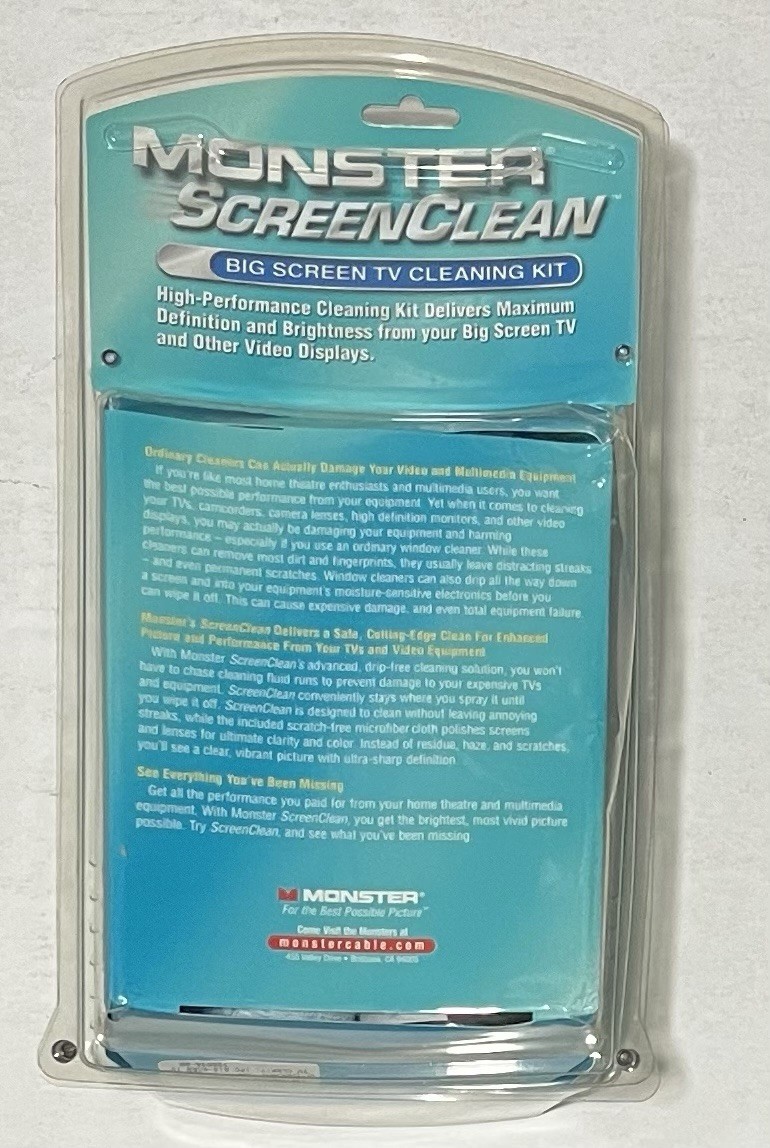 MONSTER®
SCREENCLEAN™
BIG SCREEN TV CLEANING KIT
High-Performance Cleaning Kit Delivers Maximum
Definition and Brightness from your Big Screen TV
and Other Video Displays.
Ordinary Cleaners Can Actually Damage Your Video and Multimedia Equipment
If you're like most home theatre enthusiasts and multimedia users, you want
the best possible performance from your equipment. Yet when it comes to cleaning
your TVs, camcorders, camera lenses, high definition monitors, and other video
displays, you may actually be damaging your equipment and harming
performance – especially if you use an ordinary window cleaner. While these
cleaners can remove most dirt and fingerprints, they usually leave distracting streaks
– and even permanent scratches. Window cleaners can also drip all the way down
a screen and into your equipment's moisture-sensitive electronics before you
can wipe it off. This can cause expensive damage, and even total equipment failure.
Monster's ScreenClean Delivers a Safe, Cutting-Edge Clean For Enhanced
Picture and Performance From Your TVs and Video Equipment
With Monster ScreenClean's advanced, drip-free cleaning solution, you won't
have to chase cleaning fluid runs to prevent damage to your expensive TVs
and equipment. ScreenClean conveniently stays where you spray it until
you wipe it off. ScreenClean is designed to clean without leaving annoying
streaks, while the included scratch-free microfiber cloth polishes screens
and lenses for ultimate clarity and color. Instead of residue, haze, and scratches,
you'll see a clear, vibrant picture with ultra-sharp definition.
See Everything You've Been Missing
Get all the performance you paid for from your home theatre and multimedia
equipment. With Monster ScreenClean, you get the brightest, most vivid picture
possible. Try ScreenClean, and see what you've been missing.
MONSTER®
For the Best Possible Picture™
Come Visit the Monsters at
monstercable.com
455 Valley Drive • Brisbane, CA 94005